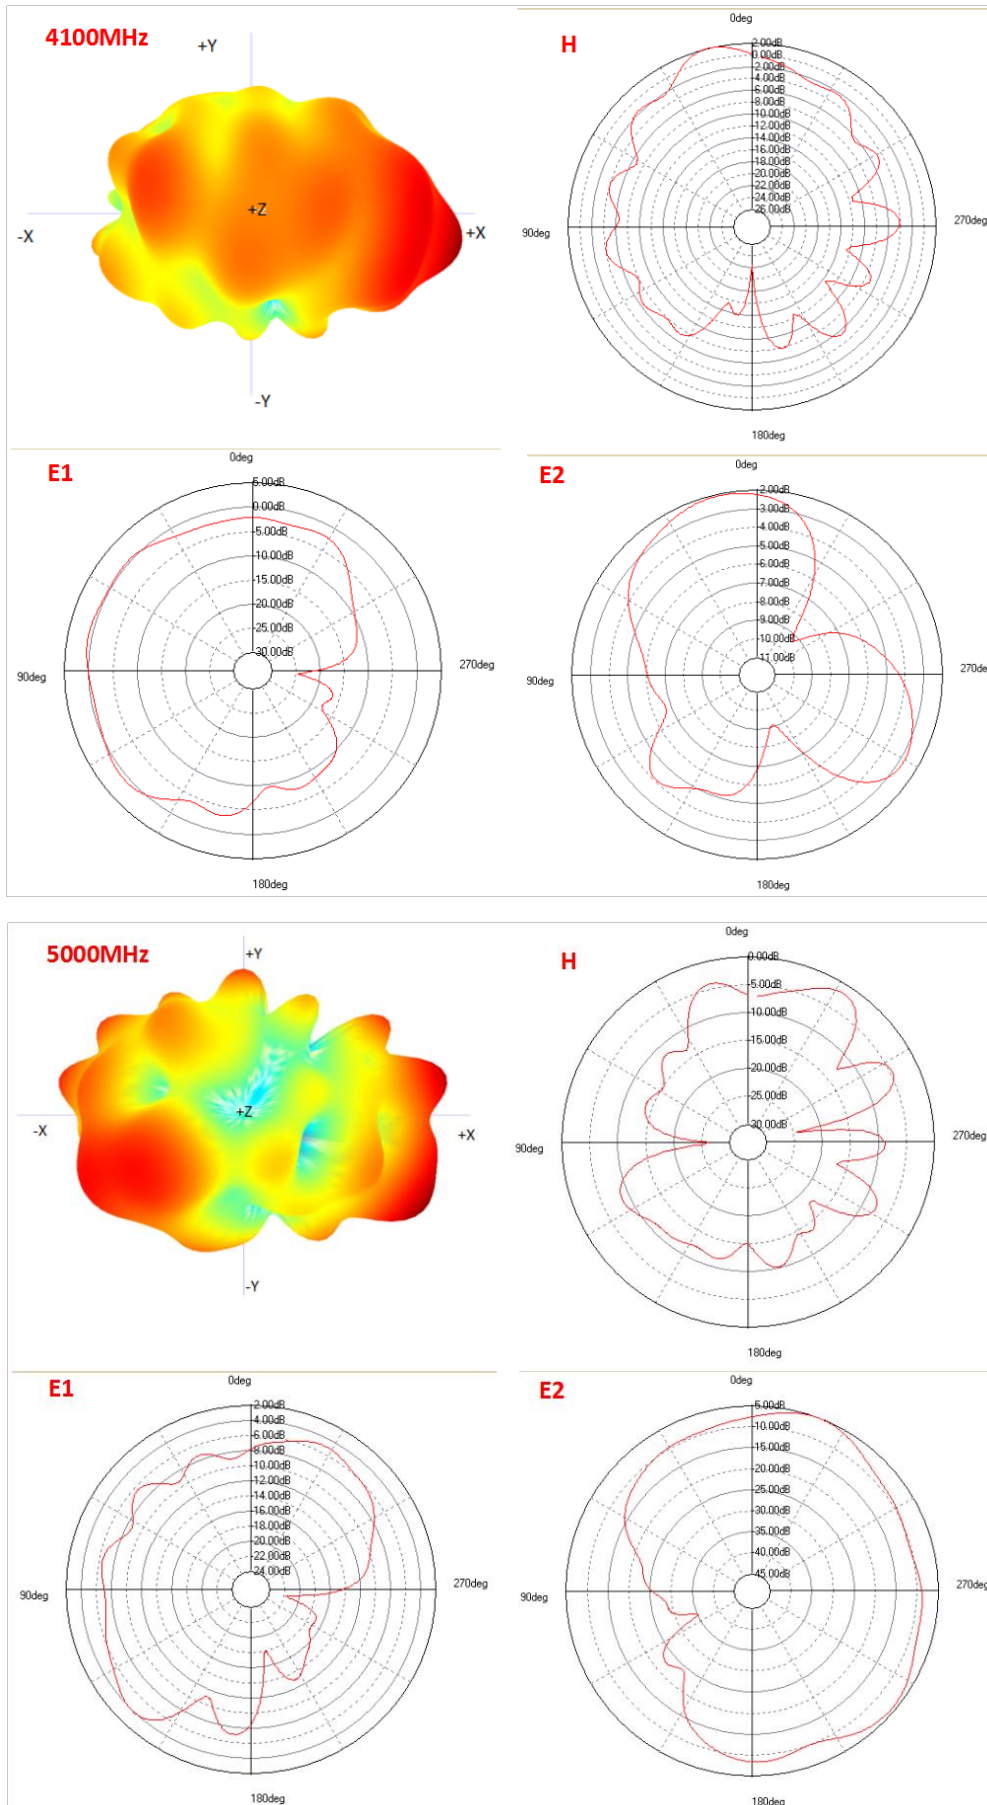 4100MHz
+Y
-X
+Z
+X
-Y
H
0deg
2.00dB
0.00dB
-2.00dB
-4.00dB
-6.00dB
-8.00dB
-10.00dB
-12.00dB
-14.00dB
-16.00dB
-18.00dB
-20.00dB
-22.00dB
-24.00dB
-26.00dB
90deg
270deg
180deg
E1
0deg
5.00dB
0.00dB
-5.00dB
-10.00dB
-15.00dB
-20.00dB
-25.00dB
-30.00dB
90deg
270deg
180deg
E2
0deg
-2.00dB
-3.00dB
-4.00dB
-5.00dB
-6.00dB
-7.00dB
-8.00dB
-9.00dB
-10.00dB
-11.00dB
90deg
270deg
180deg
5000MHz
+Y
-X
+Z
+X
-Y
H
0deg
0.00dB
-5.00dB
-10.00dB
-15.00dB
-20.00dB
-25.00dB
-30.00dB
90deg
270deg
180deg
E1
0deg
-2.00dB
-4.00dB
-6.00dB
-8.00dB
-10.00dB
-12.00dB
-14.00dB
-16.00dB
-18.00dB
-20.00dB
-22.00dB
-24.00dB
90deg
270deg
180deg
E2
0deg
-5.00dB
-10.00dB
-15.00dB
-20.00dB
-25.00dB
-30.00dB
-35.00dB
-40.00dB
-45.00dB
90deg
270deg
180deg